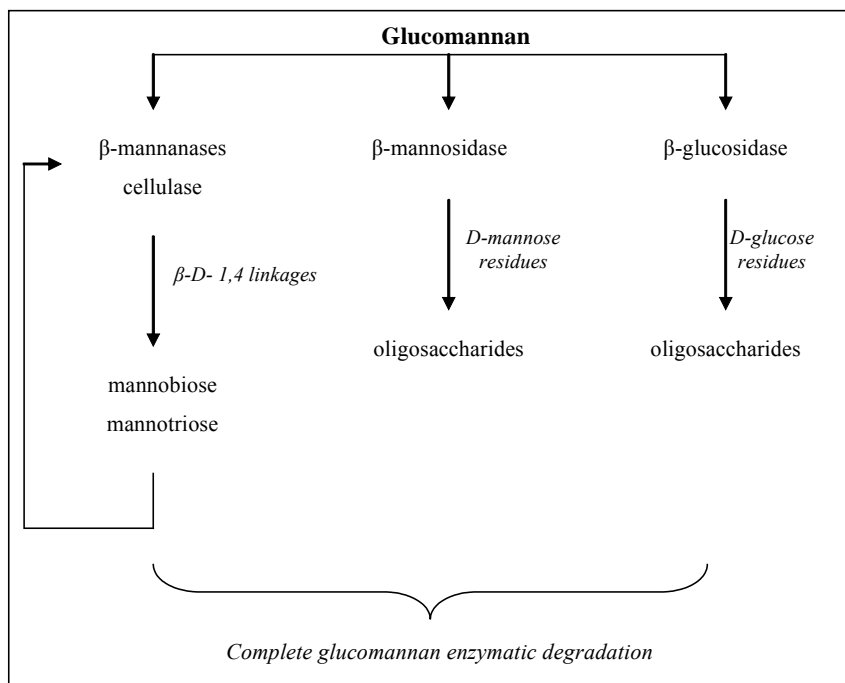 Glucomannan
β-mannanases
cellulase
β-D- 1,4 linkages
mannobiose
mannotriose
β-mannosidase
D-mannose
residues
oligosaccharides
β-glucosidase
D-glucose
residues
oligosaccharides
Complete glucomannan enzymatic degradation